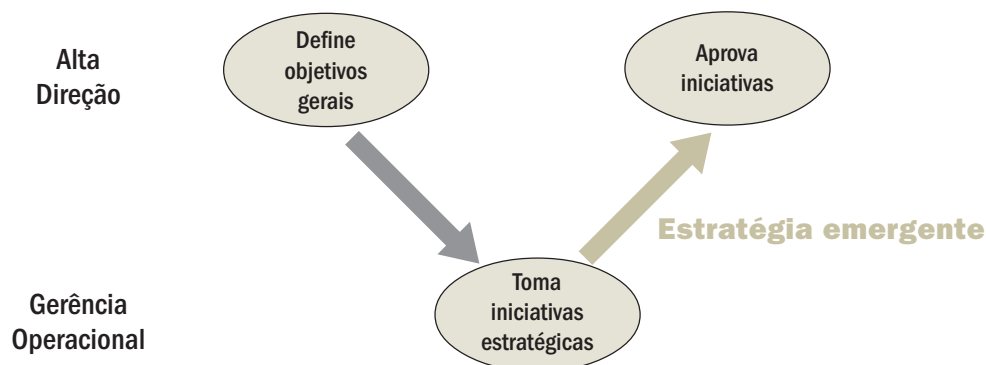 Alta
Direção
Define
objetivos
gerais
Aprova
iniciativas
Estratégia emergente
Gerência
Operacional
Toma
iniciativas
estratégicas